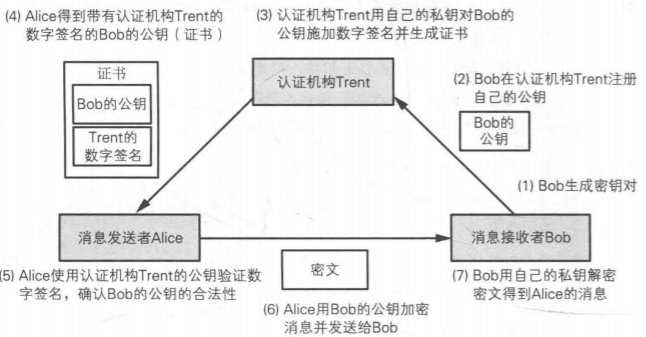 (4) Alice得到带有认证机构Trent的
数字签名的Bob的公钥（证书）
(3) 认证机构Trent用自己的私钥对Bob的
公钥施加数字签名并生成证书
证书
Bob的公钥
Trent的
数字签名
认证机构Trent
(2) Bob在认证机构Trent注册
自己的公钥
Bob的
公钥
(1) Bob生成密钥对
消息发送者Alice
消息接收者Bob
(5) Alice使用认证机构Trent的公钥验证数
字签名，确认Bob的公钥的合法性
密文
(7) Bob用自己的私钥解密
密文得到Alice的消息
(6) Alice用Bob的公钥加密
消息并发送给Bob